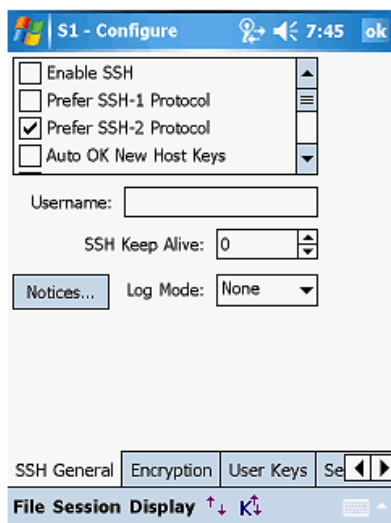 S1 - Configure 7:45 ok
Enable SSH
Prefer SSH-1 Protocol
Prefer SSH-2 Protocol
Auto OK New Host Keys
Username:
SSH Keep Alive: 0
Notices... Log Mode: None
SSH General Encryption User Keys Se
File Session Display K